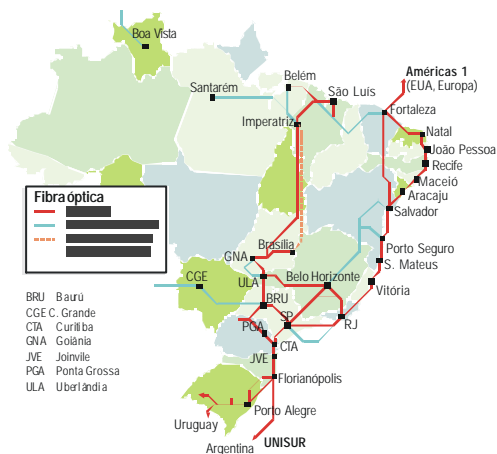 Boa Vista
Santarém
Belém
São Luís
Américas 1
(EUA, Europa)
Fortaleza
Imperatriz
Natal
João Pessoa
Recife
Maceió
Aracaju
Salvador
Fibra óptica
Brasília
GNA
Porto Seguro
S. Mateus
CGE
ULA
Belo Horizonte
Vitória
BRU
SP
RJ
PGA
CTA
JVE
Florianópolis
Porto Alegre
Uruguay
Argentina
UNISUR
BRU Baurú
CGE C. Grande
CTA Curitiba
GNA Goiânia
JVE Joinvile
PGA Ponta Grossa
ULA Uberlândia